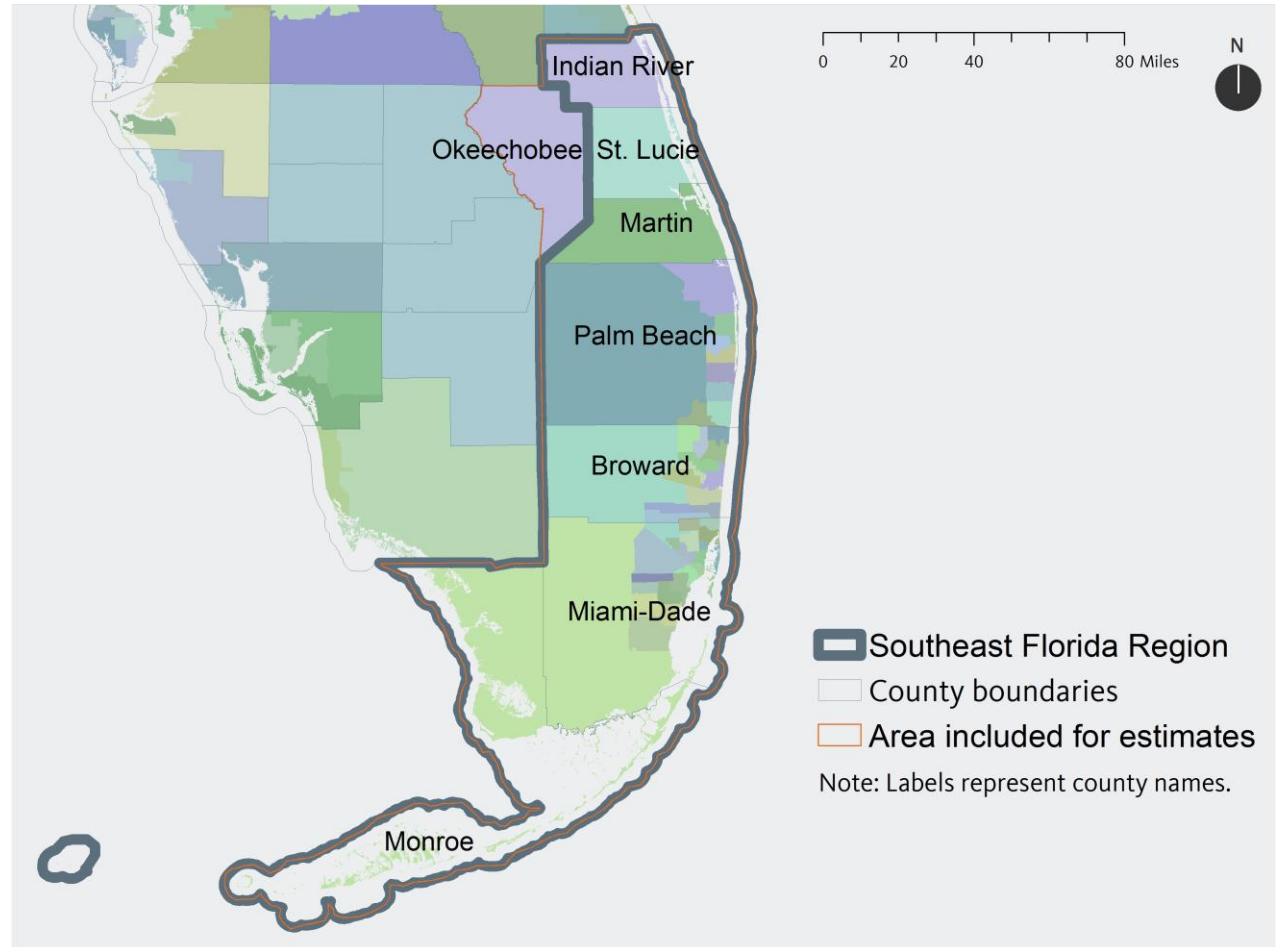 N
0 20 40 80 Miles
Indian River
Okeechobee St. Lucie
Martin
Palm Beach
Broward
Miami-Dade
Monroe
Southeast Florida Region
County boundaries
Area included for estimates
Note: Labels represent county names.